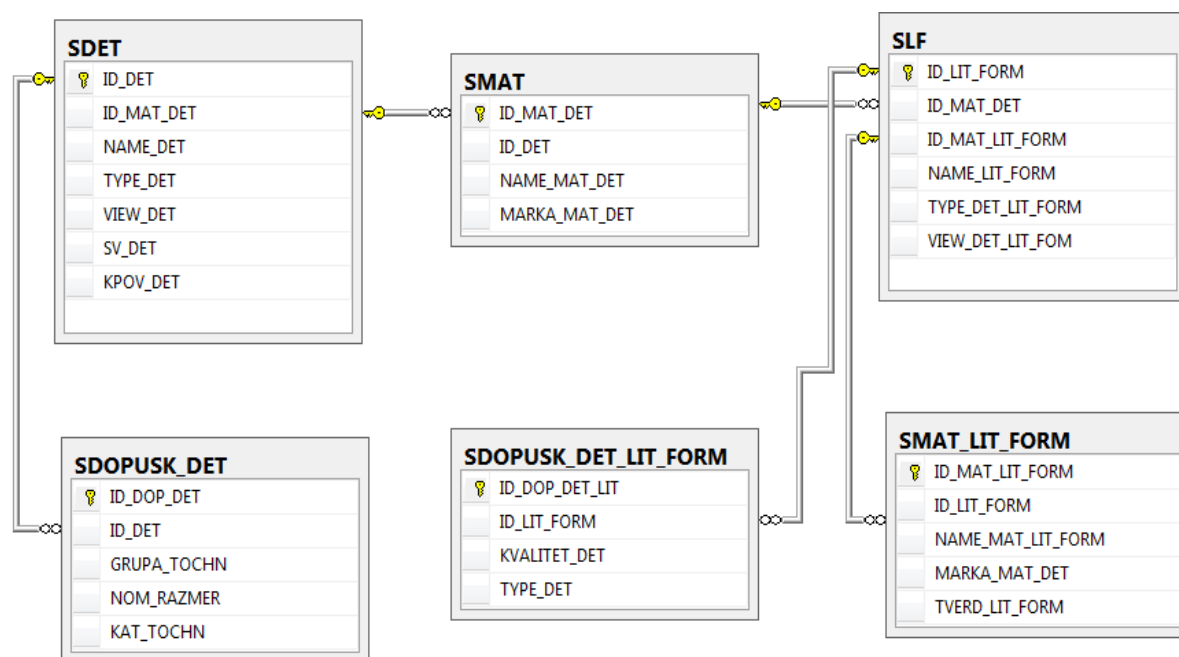 SDET
ID_DET
ID_MAT_DET
NAME_DET
TYPE_DET
VIEW_DET
SV_DET
KPOV_DET
SMAT
ID_MAT_DET
ID_DET
NAME_MAT_DET
MARKA_MAT_DET
SLF
ID_LIT_FORM
ID_MAT_DET
ID_MAT_LIT_FORM
NAME_LIT_FORM
TYPE_DET_LIT_FORM
VIEW_DET_LIT_FOM
SDOPUSK_DET
ID_DOP_DET
ID_DET
GRUPA_TOCHN
NOM_RAZMER
KAT_TOCHN
SDOPUSK_DET_LIT_FORM
ID_DOP_DET_LIT
ID_LIT_FORM
KVALITET_DET
TYPE_DET
SMAT_LIT_FORM
ID_MAT_LIT_FORM
ID_LIT_FORM
NAME_MAT_LIT_FORM
MARKA_MAT_DET
TVERD_LIT_FORM